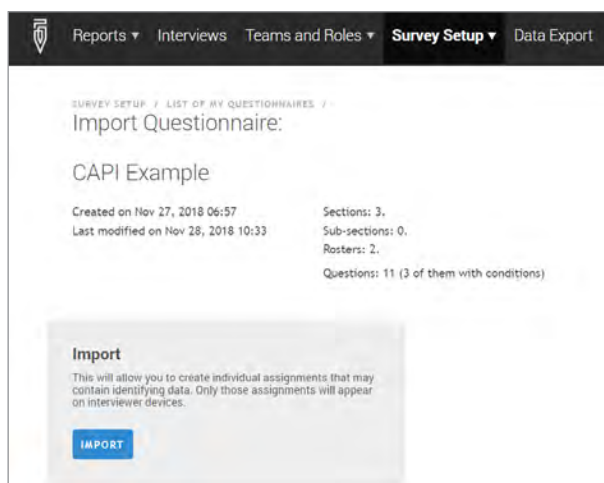 Reports ▾ Interviews Teams and Roles ▾ Survey Setup ▾ Data Export
SURVEY SETUP / LIST OF MY QUESTIONNAIRES /
Import Questionnaire:
CAPI Example
Created on Nov 27, 2018 06:57
Last modified on Nov 28, 2018 10:33
Sections: 3.
Sub-sections: 0.
Rosters: 2.
Questions: 11 (3 of them with conditions)
Import
This will allow you to create individual assignments that may
contain identifying data. Only those assignments will appear
on interviewer devices.
IMPORT